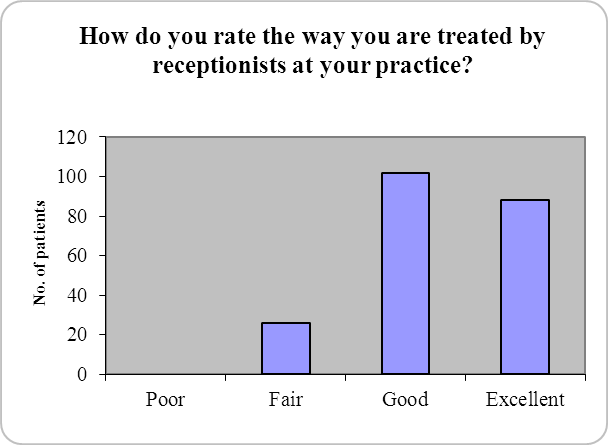 How do you rate the way you are treated by
receptionists at your practice?
120
100
80
60
40
20
0
No. of patients
Poor
Fair
Good
Excellent